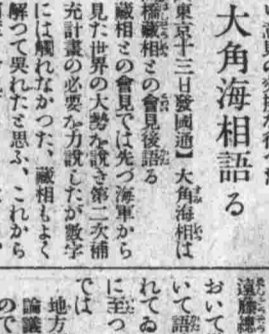 大角海相語る
東京十三日發國通】大角海相は
橋藏相との會見後語る
藏相との會見では先づ海軍から
見た世界の大勢を說き第二次補
充計畫の必要を力說したが數字
には觸れなかつた、藏相もよく
解つて吳れたと思ふ、これから
遠藤總
おいて
いて語
れてゐ
に至つ
では
地方
論議
ので